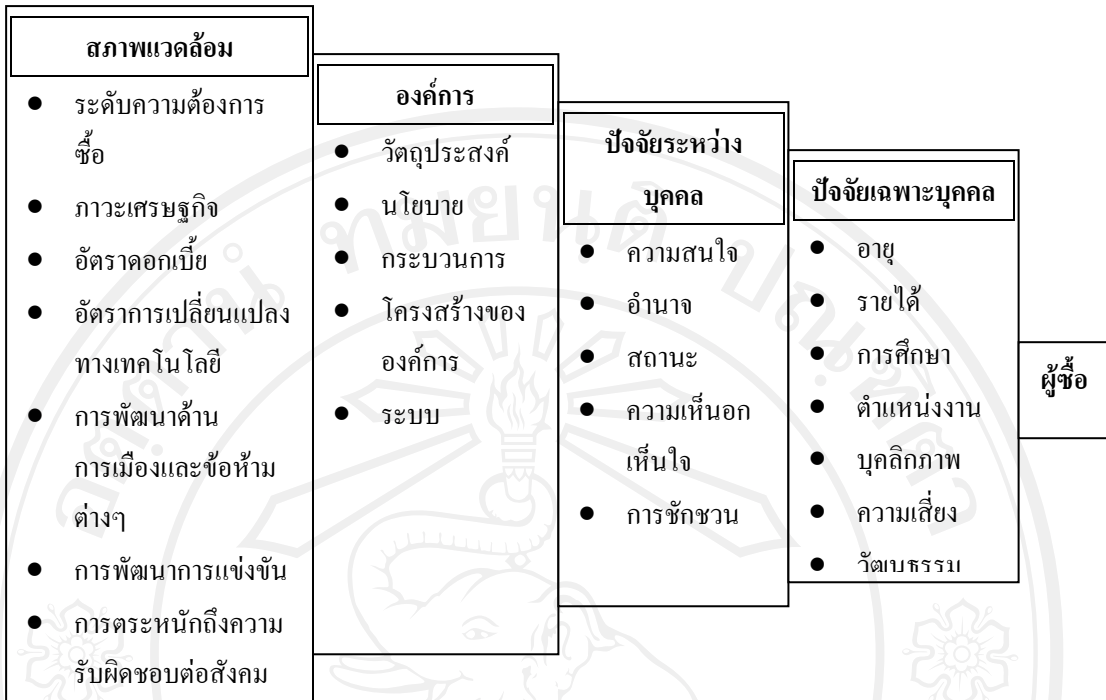 สภาพแวดล้อม
● ระดับความต้องการ
ซื้อ
● ภาวะเศรษฐกิจ
● อัตราดอกเบี้ย
● อัตราการเปลี่ยนแปลง
ทางเทคโนโลยี
● การพัฒนาด้าน
การเมืองและข้อห้าม
ต่างๆ
● การพัฒนาการแข่งขัน
● การตระหนักถึงความ
รับผิดชอบต่อสังคม
องค์การ
● วัตถุประสงค์
● นโยบาย
● กระบวนการ
● โครงสร้างของ
องค์การ
● ระบบ
ปัจจัยระหว่าง
บุคคล
● ความสนใจ
● อำนาจ
● สถานะ
● ความเห็นอก
เห็นใจ
● การชักชวน
ปัจจัยเฉพาะบุคคล
● อายุ
● รายได้
● การศึกษา
● ตำแหน่งงาน
● บุคลิกภาพ
● ความเสี่ยง
● วัฒนธรรม
ผู้ซื้อ